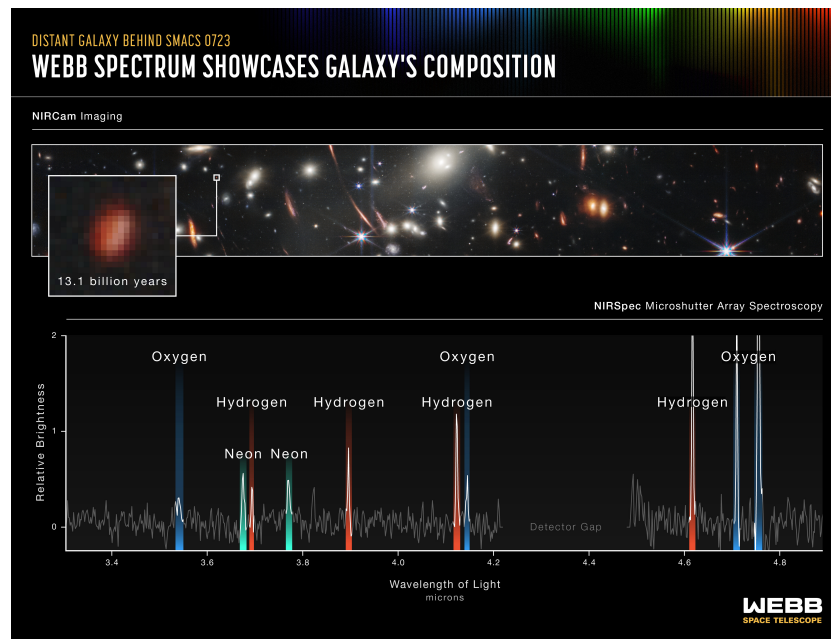 DISTANT GALAXY BEHIND SMACS 0723
WEBB SPECTRUM SHOWCASES GALAXY'S COMPOSITION
NIRCam Imaging
13.1 billion years
NIRSpec Microshutter Array Spectroscopy
2
Oxygen
Oxygen
Oxygen
Hydrogen
Hydrogen
Hydrogen
Hydrogen
1
Neon
Neon
Relative Brightness
0
Detector Gap
3.4
3.6
3.8
4.0
4.2
4.4
4.6
4.8
Wavelength of Light
microns
WEBB
SPACE TELESCOPE